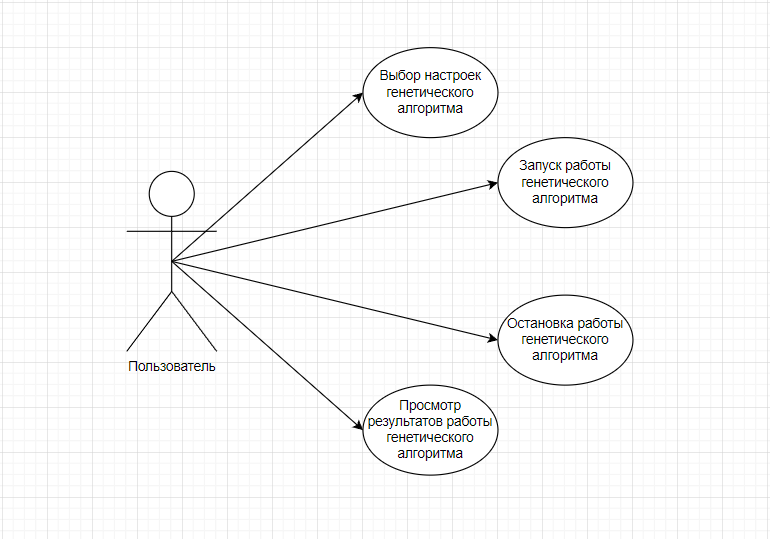 Выбор настроек
генетического
алгоритма
Запуск работы
генетического
алгоритма
Остановка работы
генетического
алгоритма
Пользователь
Просмотр
результатов работы
генетического
алгоритма